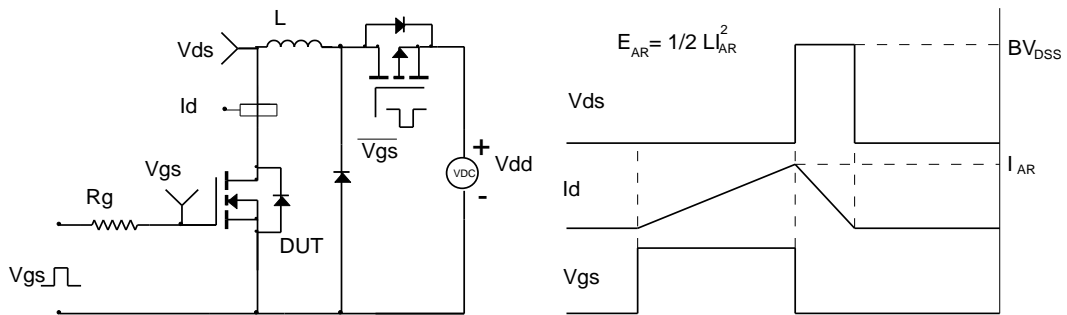 L
Vds
Id
Vgs
Vgs
+
VDC
Vdd
-
Rg
DUT
Vgs
E_AR = 1/2 LI_AR^2
BV_DSS
Vds
I_AR
Id
Vgs